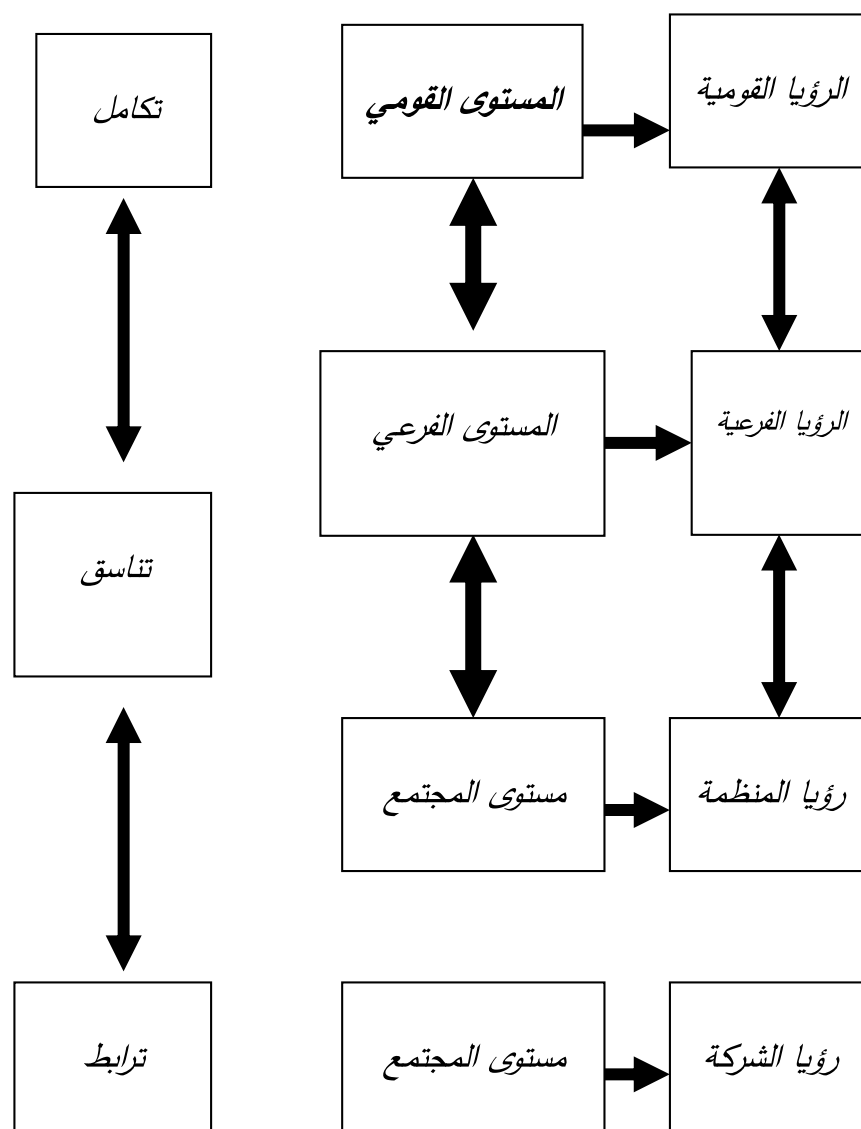 الرؤيا القومية
المستوى القومي
تكامل
الرؤيا الفرعية
المستوى الفرعي
تناسق
رؤيا المنظمة
مستوى المجتمع
رؤيا الشركة
مستوى المجتمع
ترابط